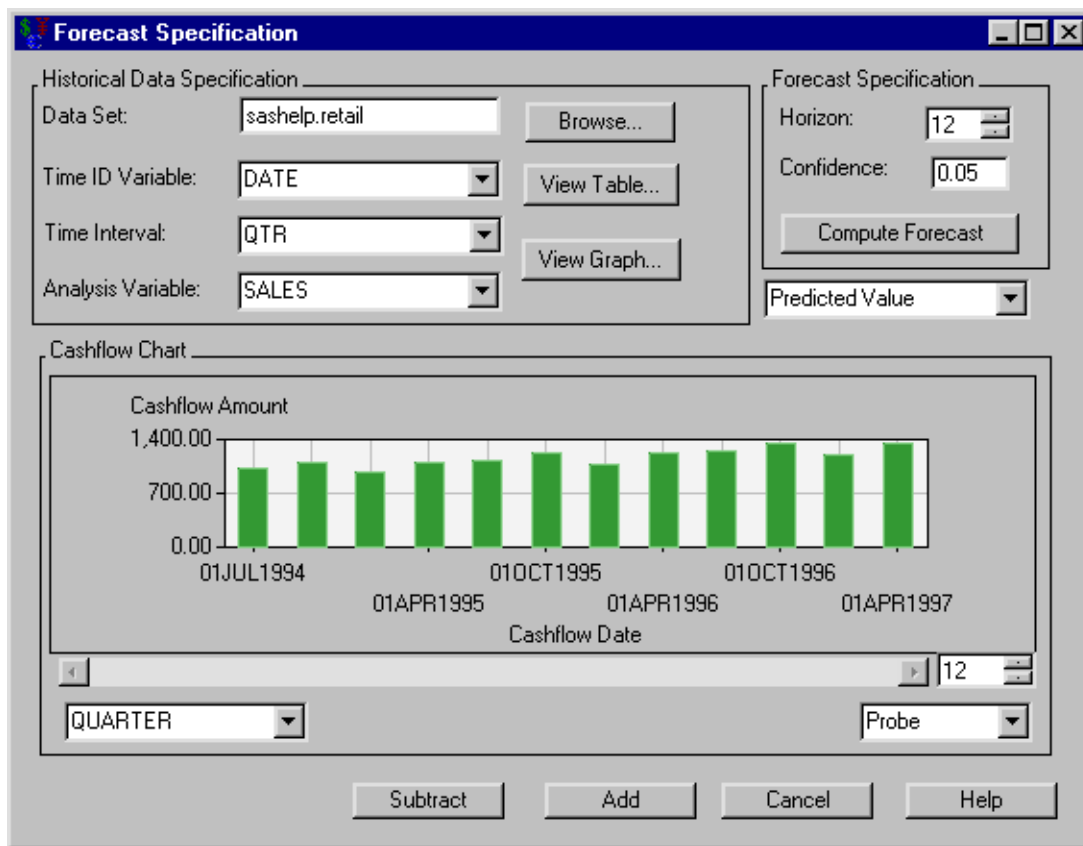 Forecast Specification
Historical Data Specification
Data Set:
sashelp.retail
Browse...
Time ID Variable:
DATE
View Table...
Time Interval:
QTR
View Graph...
Analysis Variable:
SALES
Forecast Specification
Horizon:
12
Confidence:
0.05
Compute Forecast
Predicted Value
Cashflow Chart
Cashflow Amount
1,400.00
700.00
0.00
01JUL1994 01OCT1995 01OCT1996
01APR1995 01APR1996 01APR1997
Cashflow Date
12
QUARTER
Probe
Subtract
Add
Cancel
Help